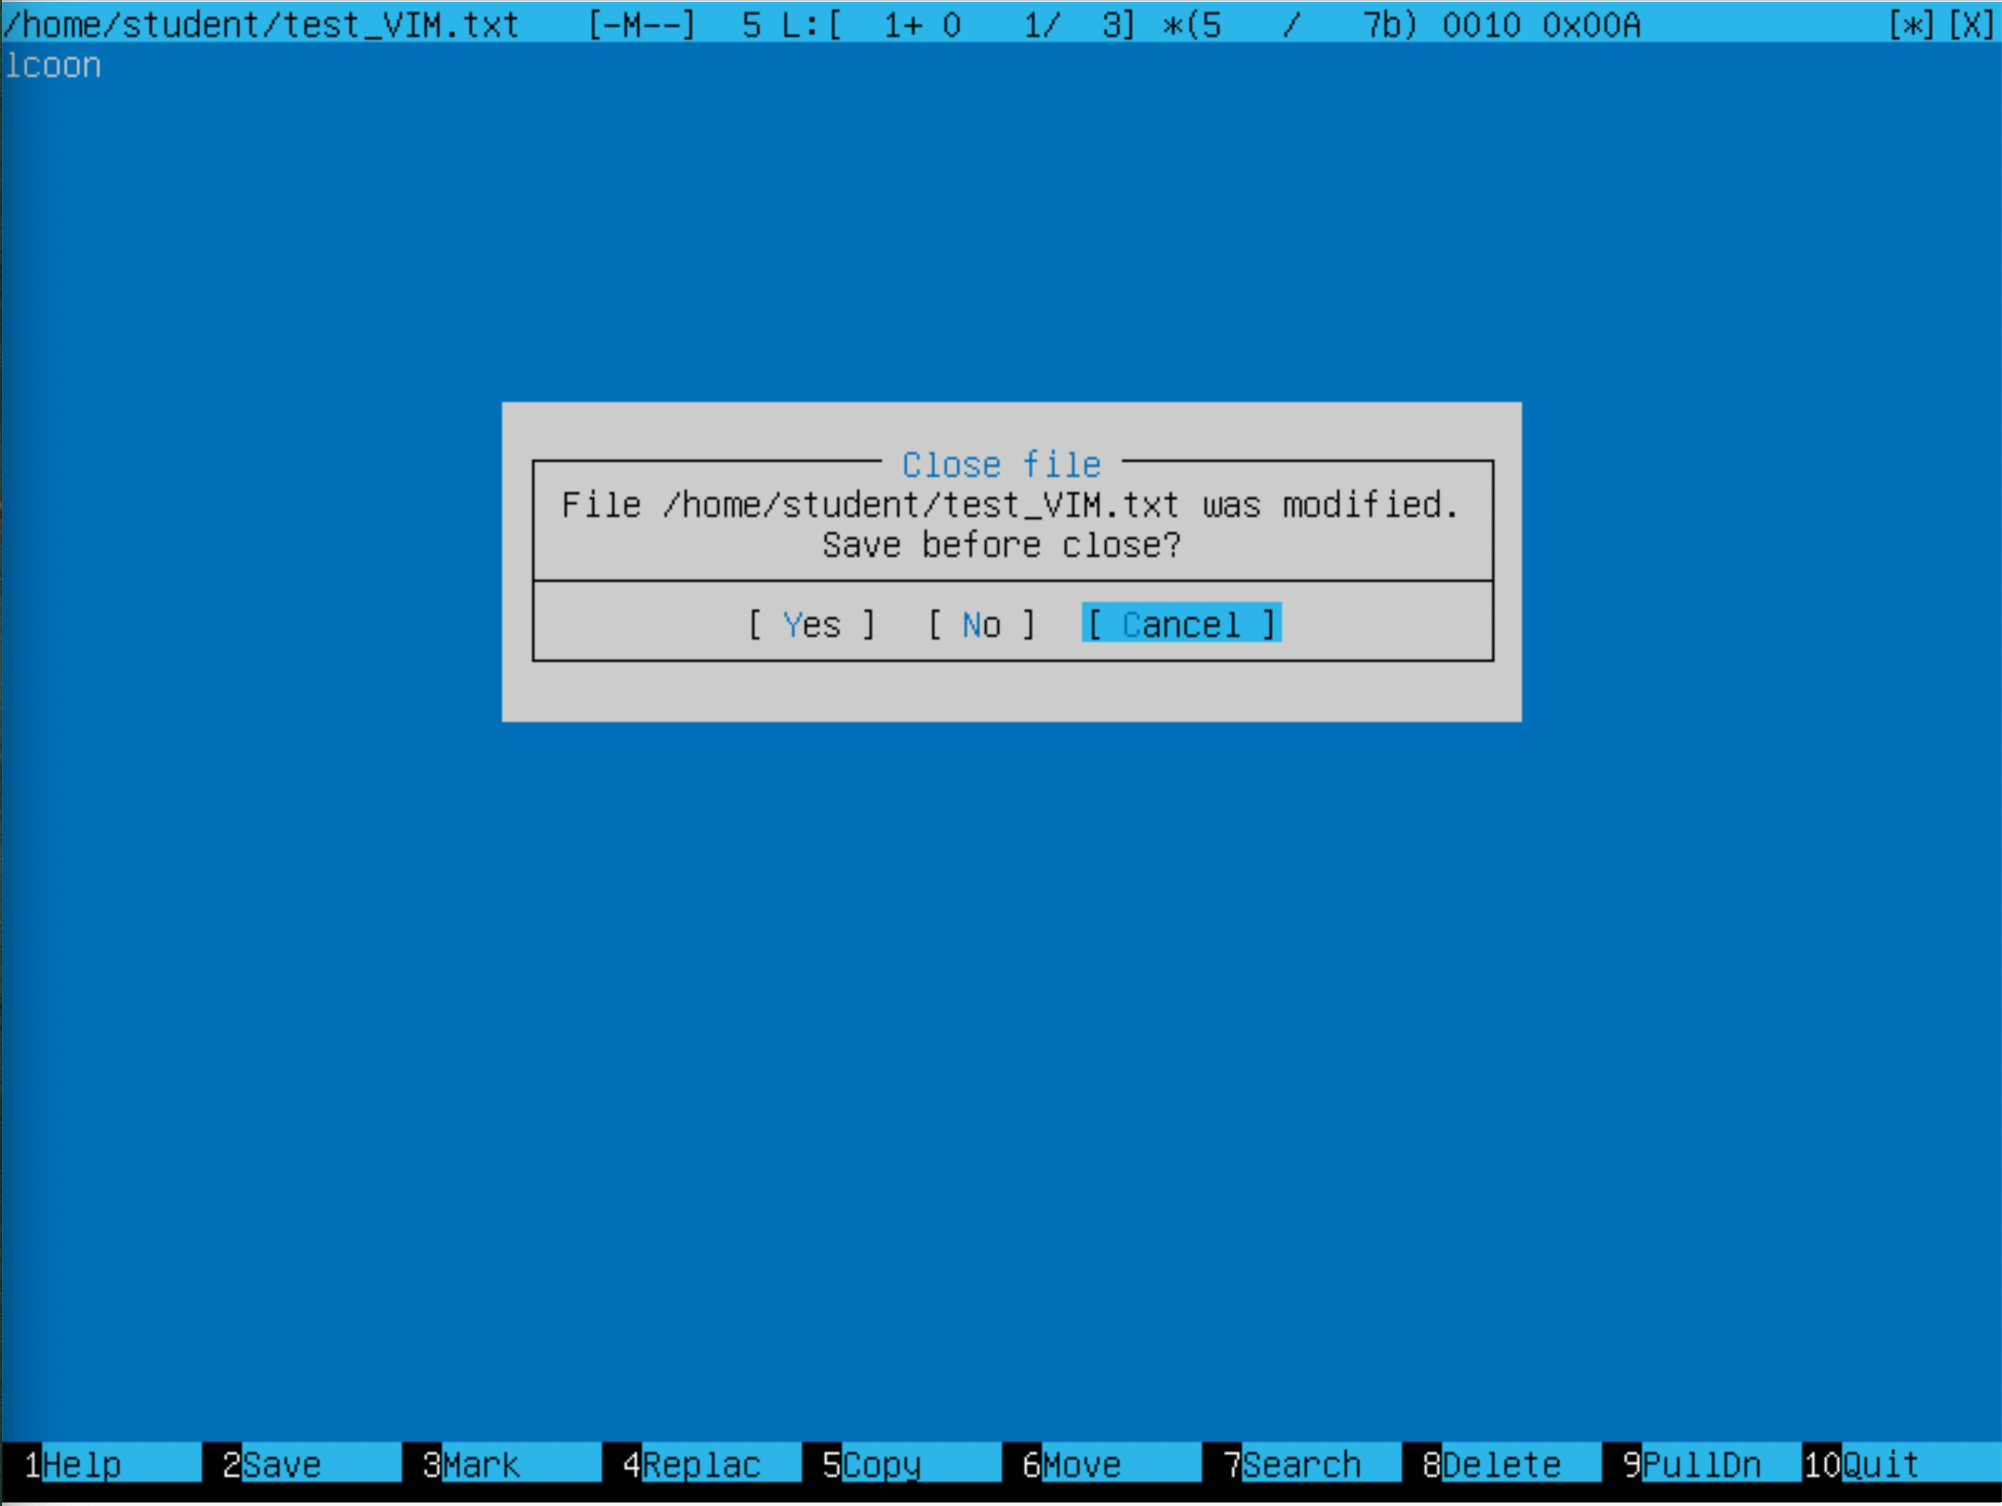 /home/student/test_VIM.txt   [-M--]  5 L:[  1+ 0   1/  3] *(5   /   7b) 0010 0x00A   [*][X]
lcoon
Close file
File /home/student/test_VIM.txt was modified.
Save before close?
[ Yes ]  [ No ]  [ Cancel ]
1Help 2Save 3Mark 4Replac 5Copy 6Move 7Search 8Delete 9PullDn 10Quit